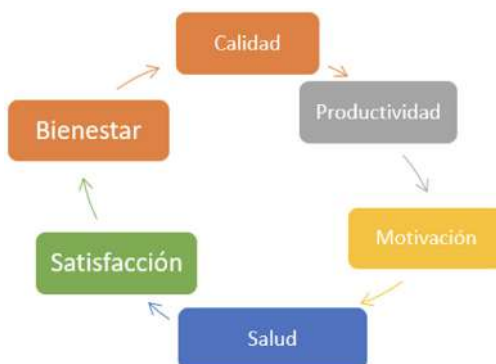 Calidad
Productividad
Motivación
Salud
Satisfacción
Bienestar